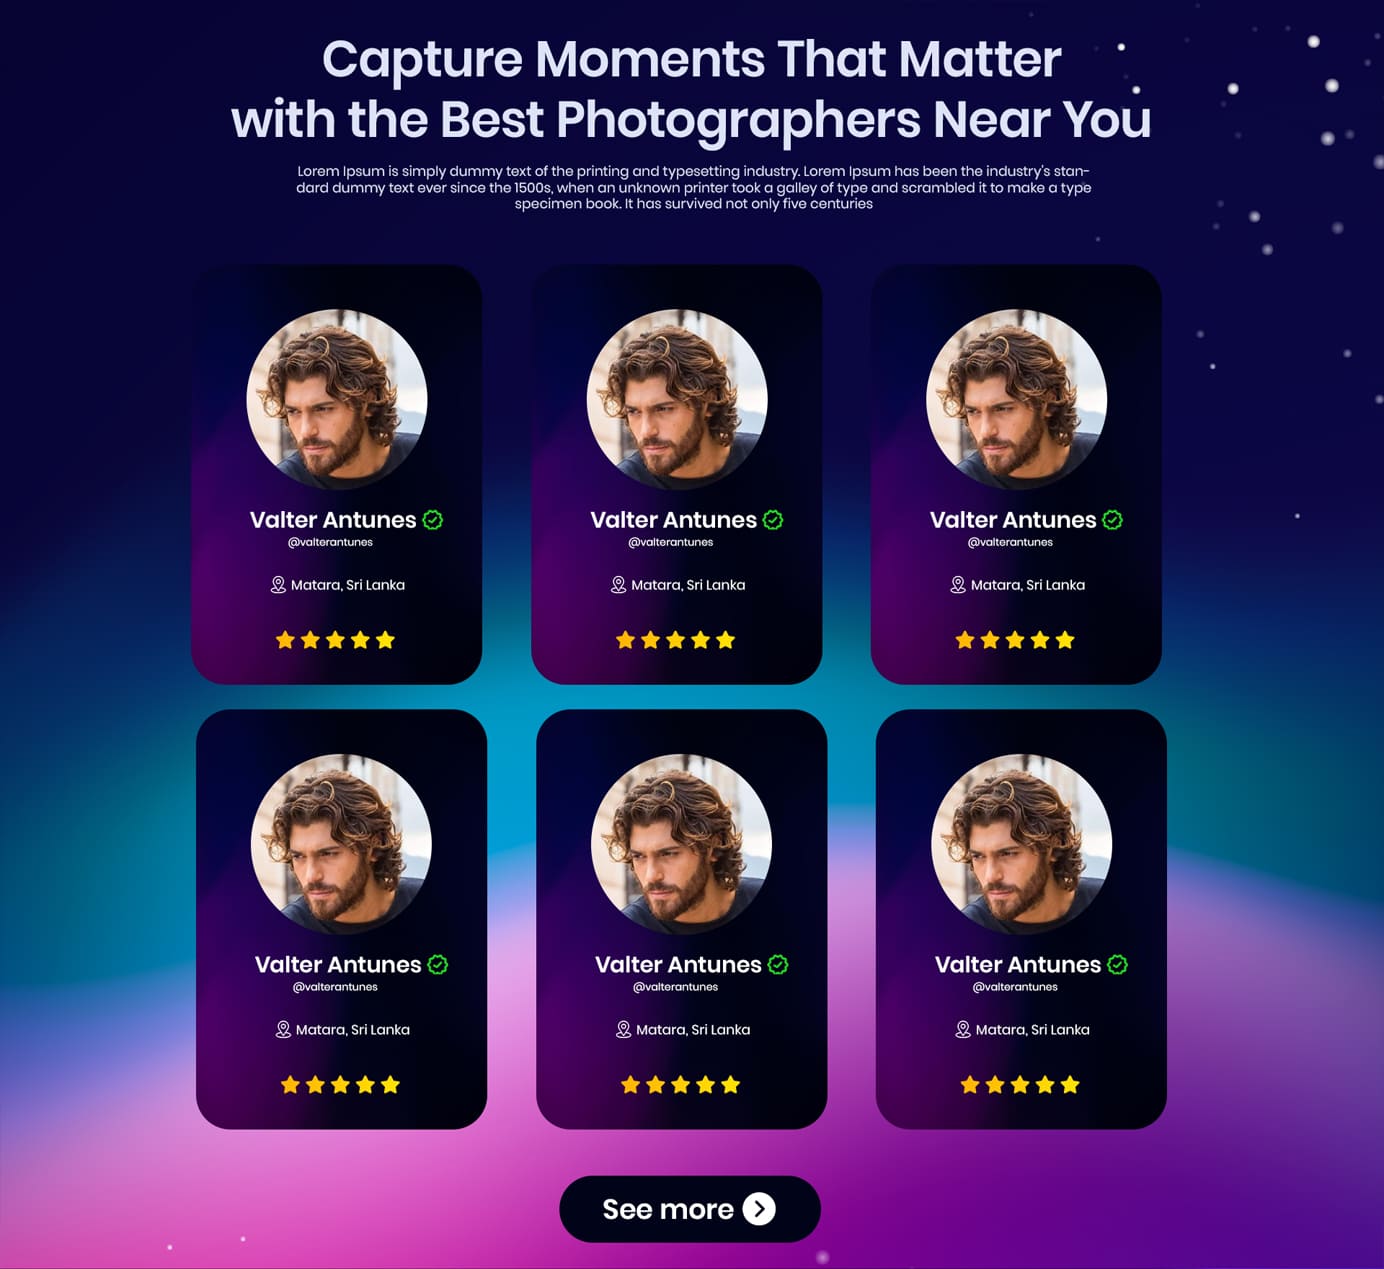 Capture Moments That Matter
with the Best Photographers Near You
Lorem Ipsum is simply dummy text of the printing and typesetting industry. Lorem Ipsum has been the industry's stan-
dard dummy text ever since the 1500s, when an unknown printer took a galley of type and scrambled it to make a type
specimen book. It has survived not only five centuries
Valter Antunes
@valterantunes
Matara, Sri Lanka
Valter Antunes
@valterantunes
Matara, Sri Lanka
Valter Antunes
@valterantunes
Matara, Sri Lanka
Valter Antunes
@valterantunes
Matara, Sri Lanka
Valter Antunes
@valterantunes
Matara, Sri Lanka
Valter Antunes
@valterantunes
Matara, Sri Lanka
See more